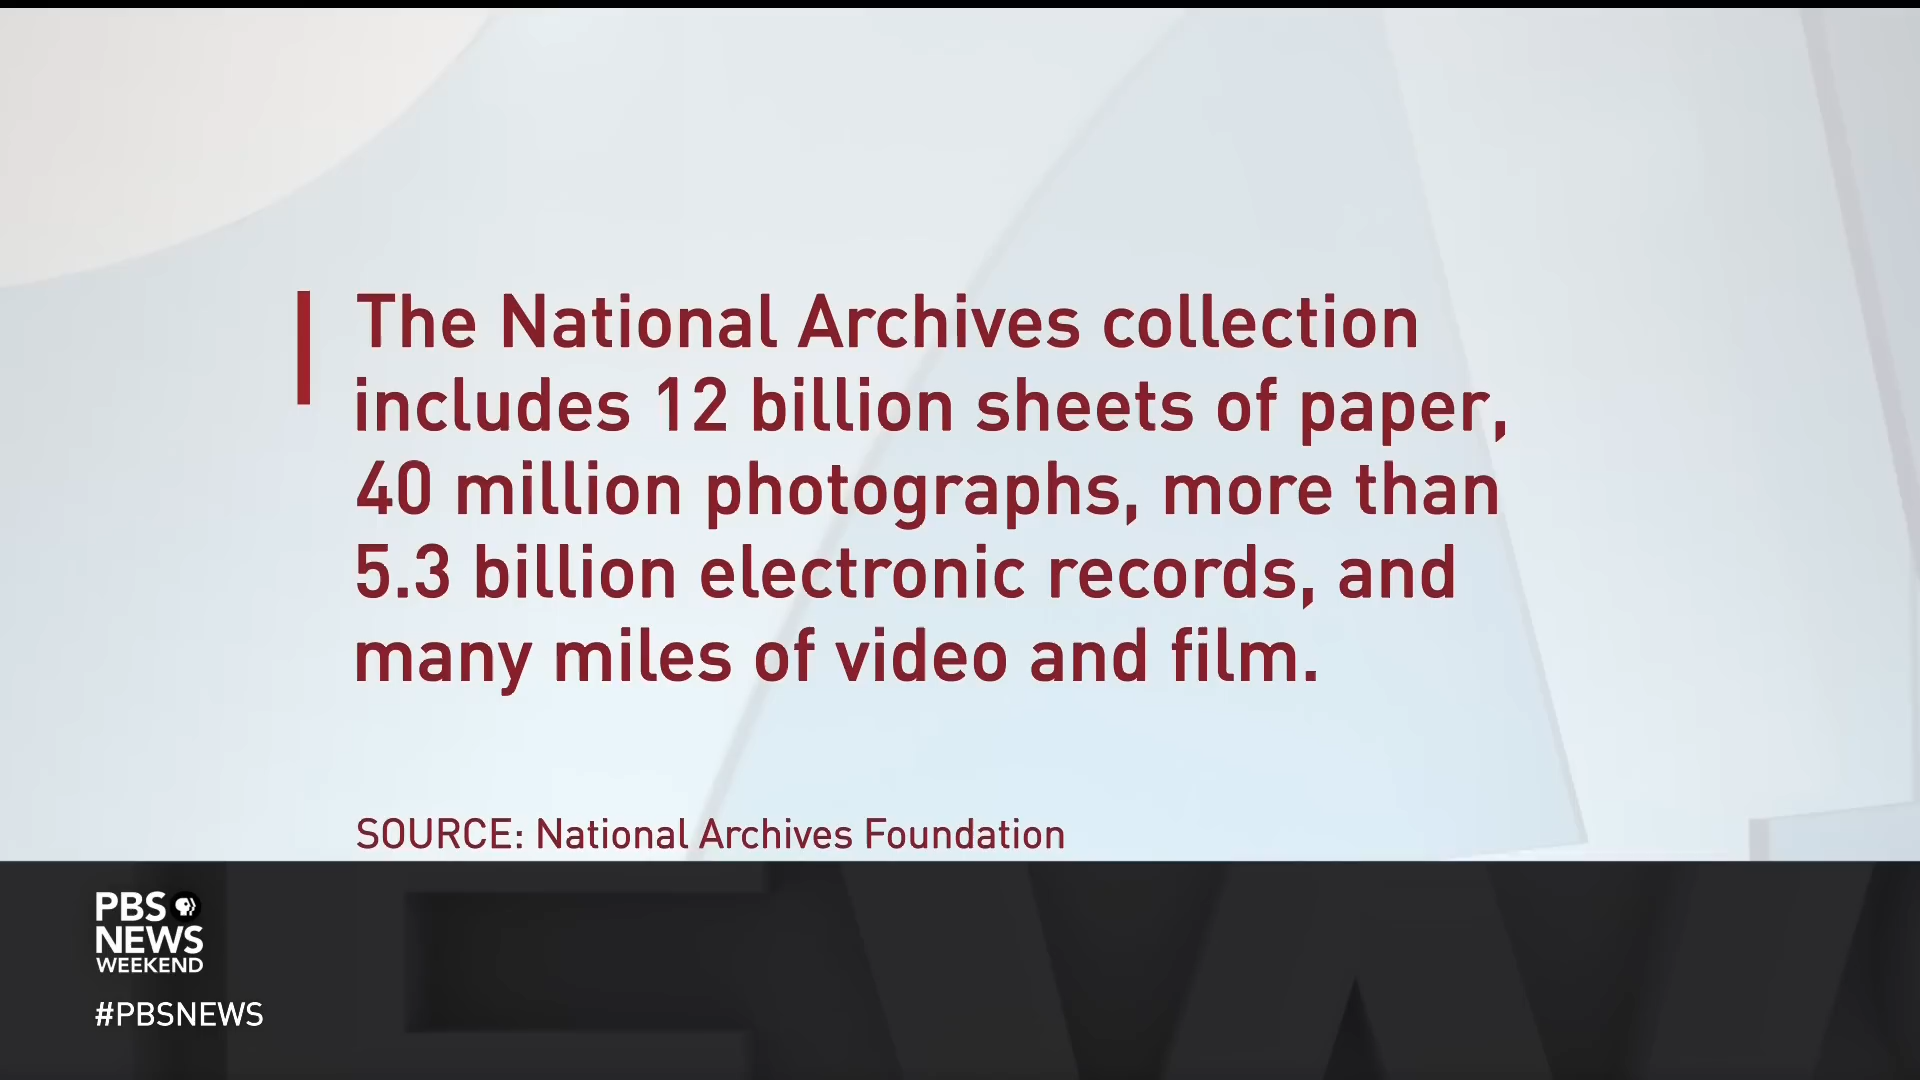 The National Archives collection
includes 12 billion sheets of paper,
40 million photographs, more than
5.3 billion electronic records, and
many miles of video and film.
SOURCE: National Archives Foundation
PBS
NEWS
WEEKEND
#PBSNEWS